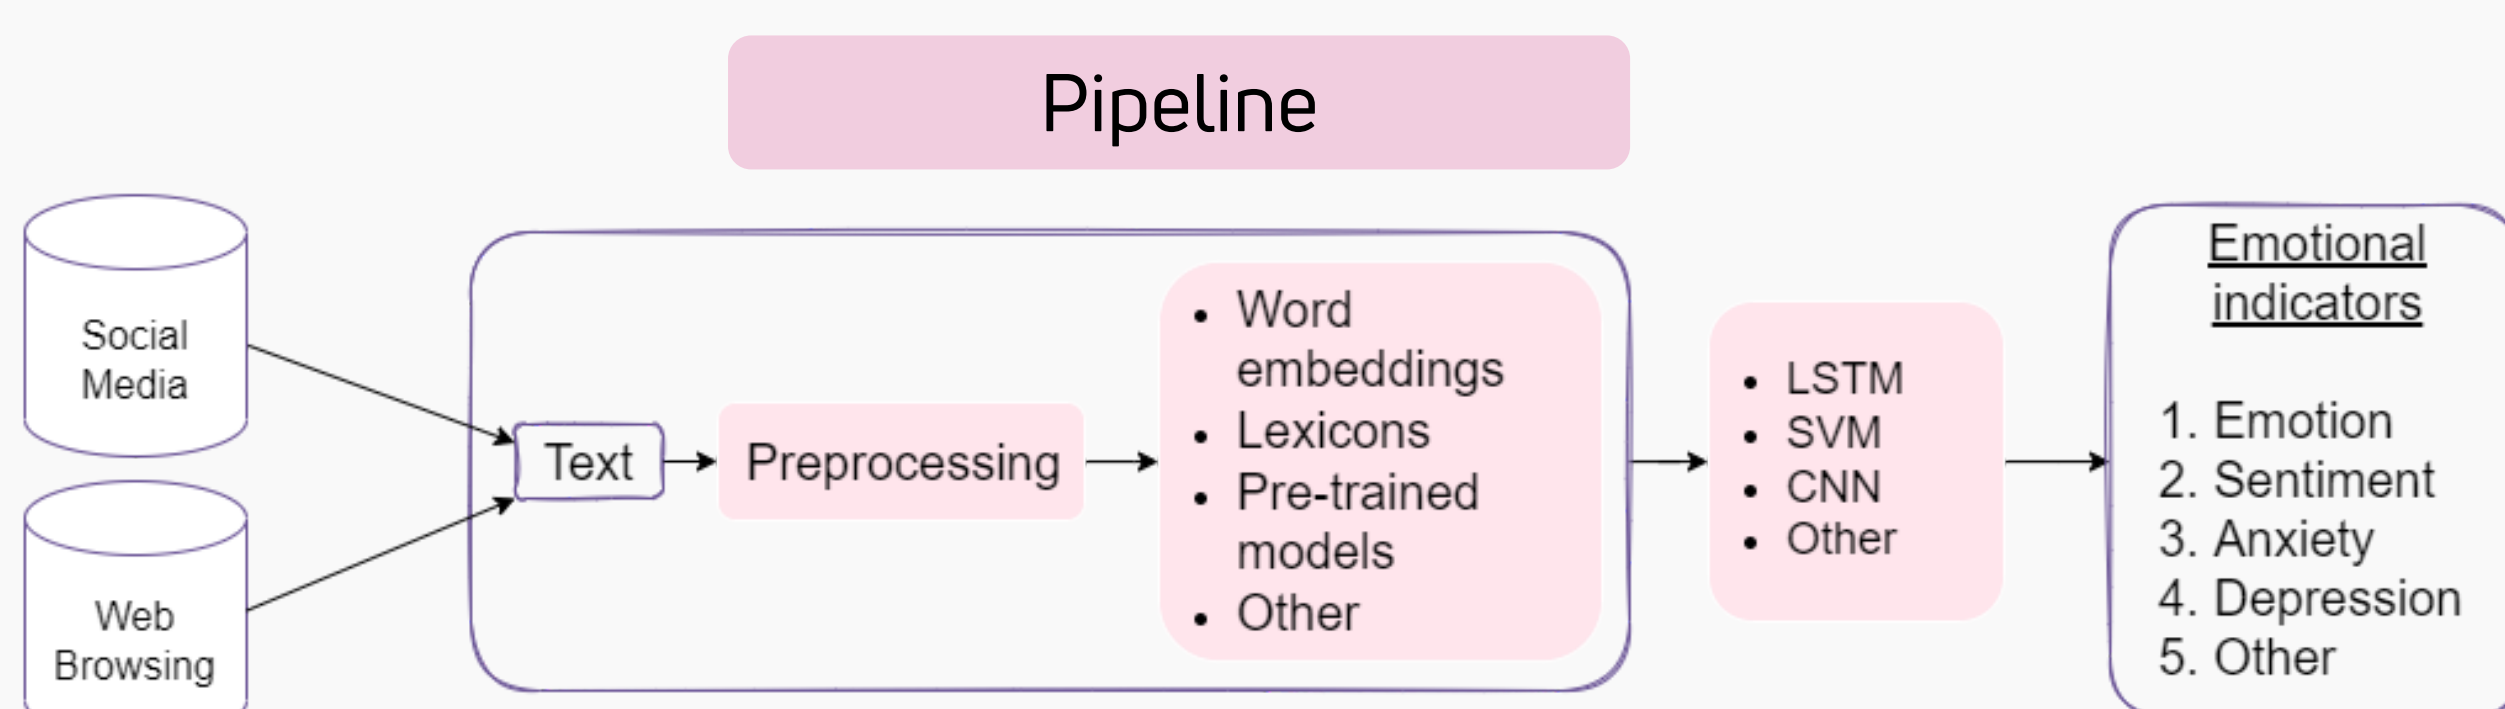 Pipeline
Social
Media
Web
Browsing
Text
Preprocessing
• Word
embeddings
• Lexicons
• Pre-trained
models
• Other
• LSTM
• SVM
• CNN
• Other
Emotional
indicators
1. Emotion
2. Sentiment
3. Anxiety
4. Depression
5. Other